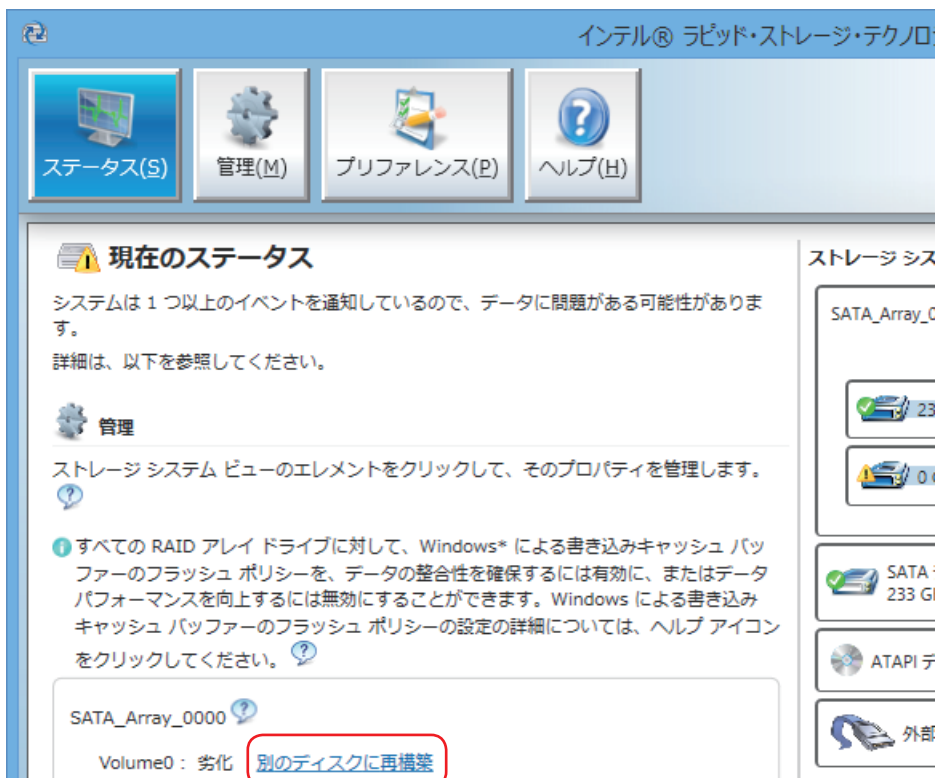 インテル® ラピッド・ストレージ・テクノロ
ステータス(S)
管理(M)
プリファレンス(P)
ヘルプ(H)
現在のステータス
システムは 1 つ以上のイベントを通知しているので、データに問題がある可能性がありま
す。
詳細は、以下を参照してください。
管理
ストレージ システム ビューのエレメントをクリックして、そのプロパティを管理します。
すべての RAID アレイ ドライブに対して、Windows* による書き込みキャッシュ バッ
ファーのフラッシュ ポリシーを、データの整合性を確保するには有効に、またはデータ
パフォーマンスを向上するには無効にすることができます。Windows による書き込み
キャッシュ バッファーのフラッシュ ポリシーの設定の詳細については、ヘルプ アイコン
をクリックしてください。
SATA_Array_0000
Volume0 : 劣化 別のディスクに再構築
ストレージ シス
SATA_Array_0
23
0
SATA
233 G
ATAPI デ
外部